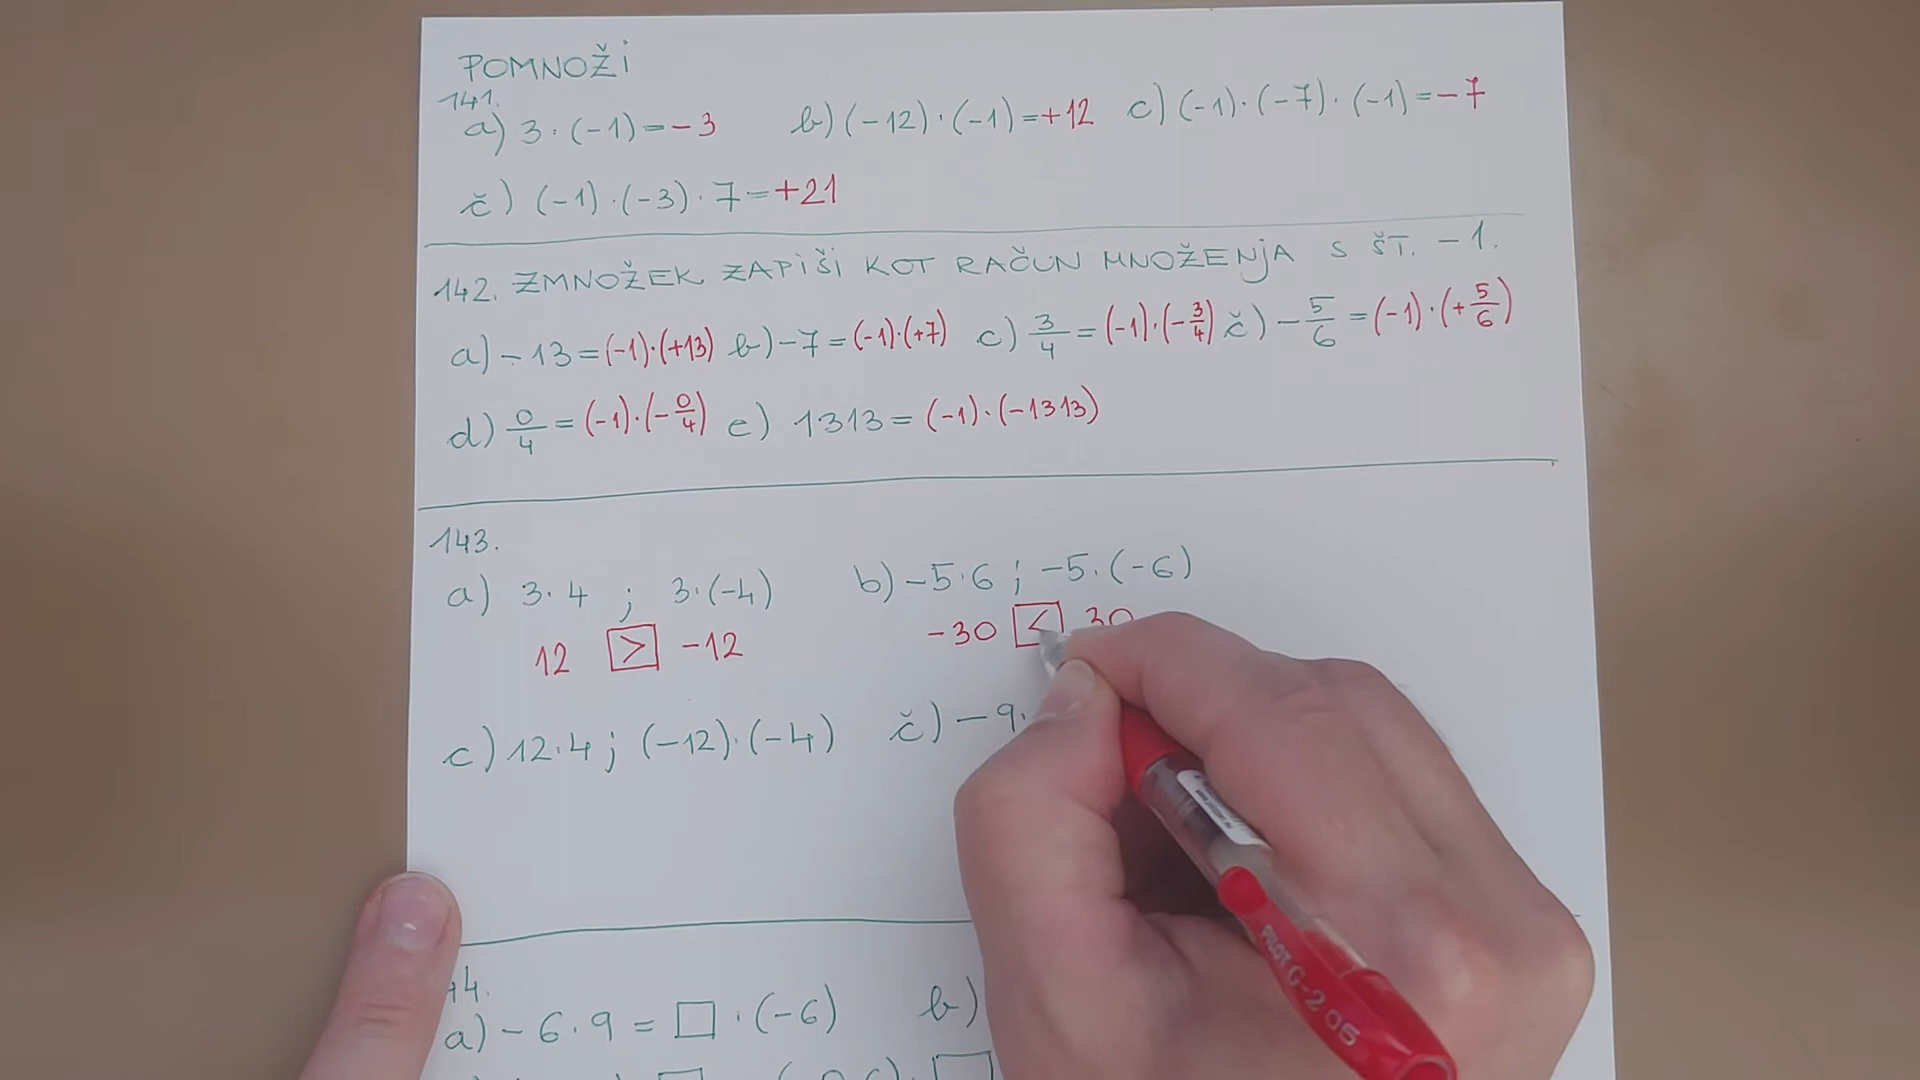 POMNOŽI
141.
a) 3·(-1)=-3 b) (-12)·(-1)=+12 c) (-1)·(-7)·(-1)=-7
č) (-1)·(-3)·7=+21
142. ZMNOŽEK ZAPIŠI KOT RAČUN MNOŽENJA S ŠT. -1.
a) -13=(-1)·(+13) b) -7=(-1)·(+7) c) 3/4=(-1)·(-3/4) č) -5/6=(-1)·(+5/6)
d) 0/4=(-1)·(-0/4) e) 1313=(-1)·(-1313)
143.
a) 3·4 ; 3·(-4) b) -5·6 ; -5·(-6)
12 > -12 -30 < 30
c) 12·4 ; (-12)·(-4) č) -9·
44.
a) -6·9 = □·(-6) b)
PILOT G-2 05